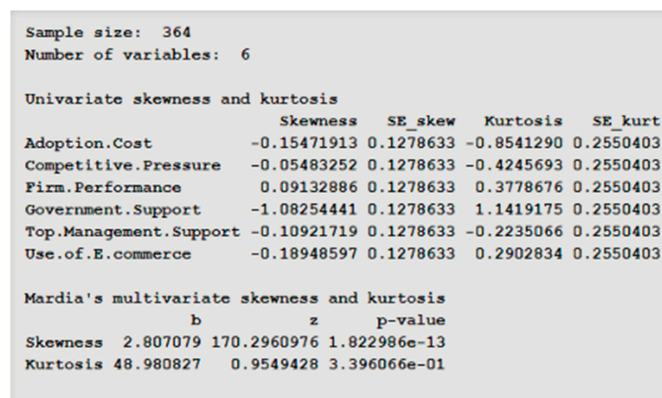 Sample size: 364
Number of variables: 6
Univariate skewness and kurtosis
Skewness SE_skew Kurtosis SE_kurt
Adoption.Cost -0.15471913 0.1278633 -0.8541290 0.2550403
Competitive.Pressure -0.05483252 0.1278633 -0.4245693 0.2550403
Firm.Performance 0.09132886 0.1278633 0.3778676 0.2550403
Government.Support -1.08254441 0.1278633 1.1419175 0.2550403
Top.Management.Support -0.10921719 0.1278633 -0.2235066 0.2550403
Use.of.E.commerce -0.18948597 0.1278633 0.2902834 0.2550403
Mardia's multivariate skewness and kurtosis
b z p-value
Skewness 2.807079 170.2960976 1.822986e-13
Kurtosis 48.980827 0.9549428 3.396066e-01